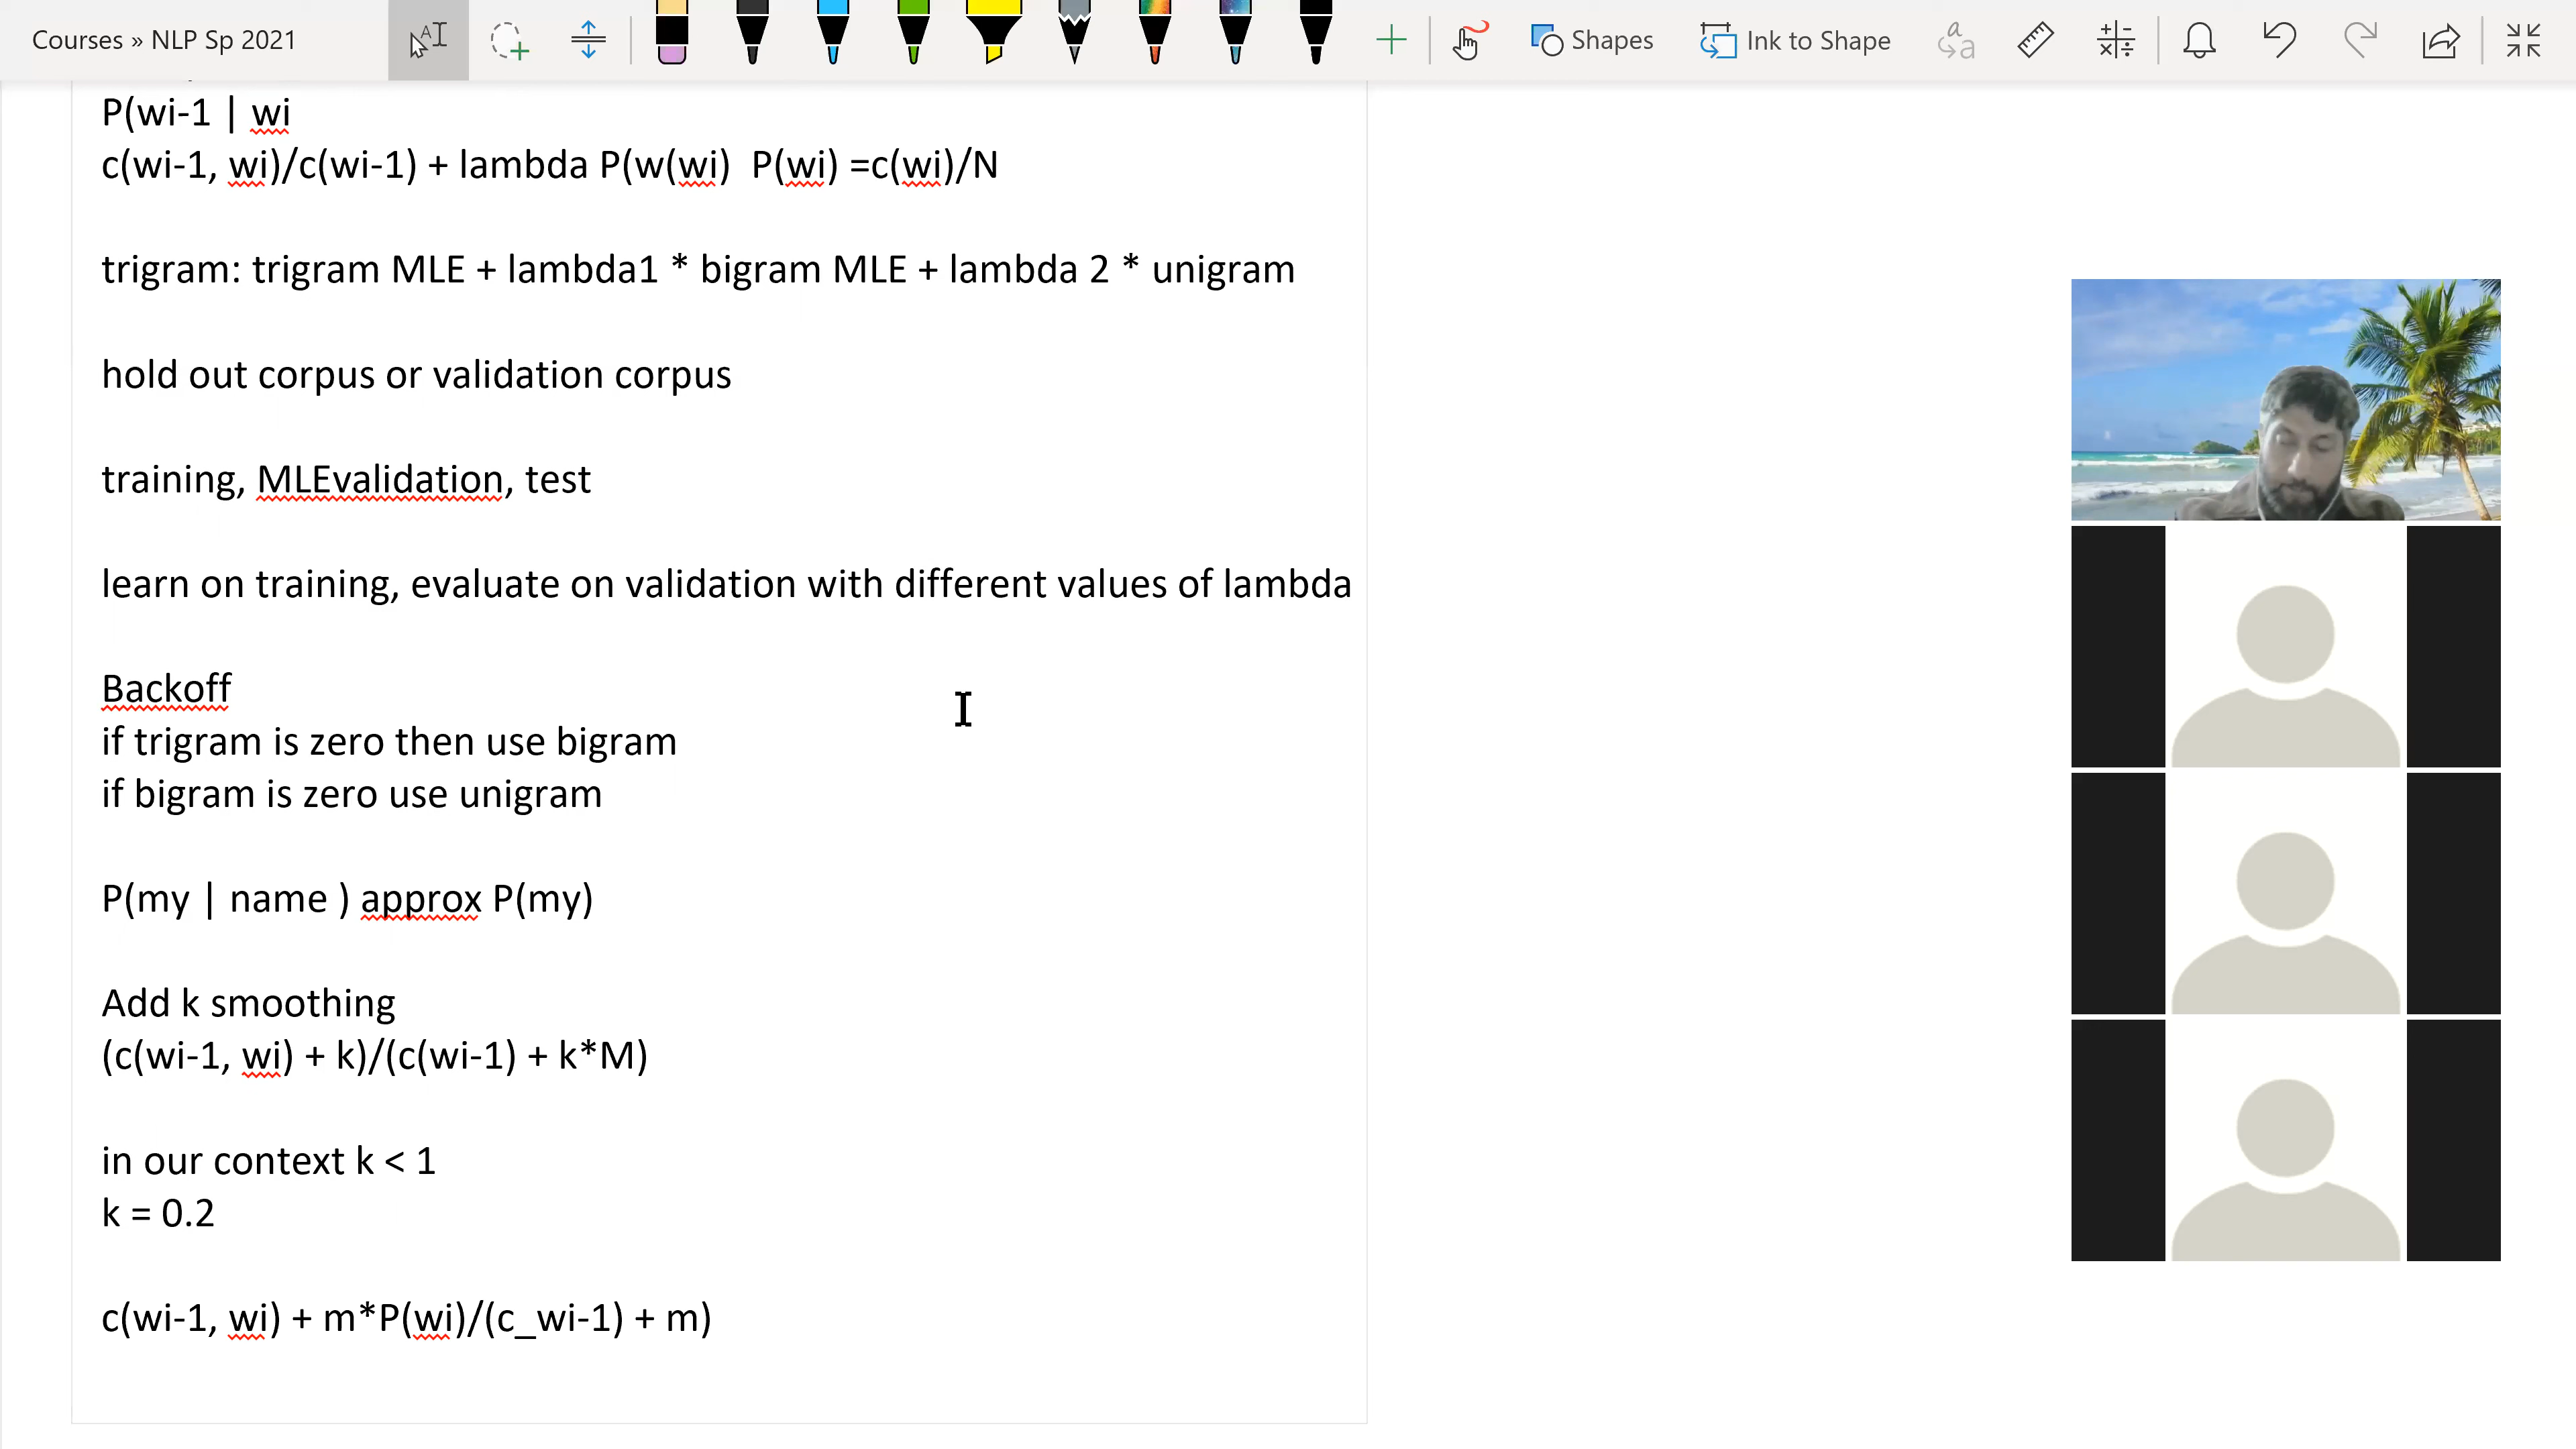 Courses » NLP Sp 2021
Shapes
Ink to Shape
P(wi-1 | wi
c(wi-1, wi)/c(wi-1) + lambda P(w(wi)  P(wi) =c(wi)/N
trigram: trigram MLE + lambda1 * bigram MLE + lambda 2 * unigram
hold out corpus or validation corpus
training, MLEvalidation, test
learn on training, evaluate on validation with different values of lambda
Backoff
if trigram is zero then use bigram
if bigram is zero use unigram
P(my | name ) approx P(my)
Add k smoothing
(c(wi-1, wi) + k)/(c(wi-1) + k*M)
in our context k < 1
k = 0.2
c(wi-1, wi) + m*P(wi)/(c_wi-1) + m)